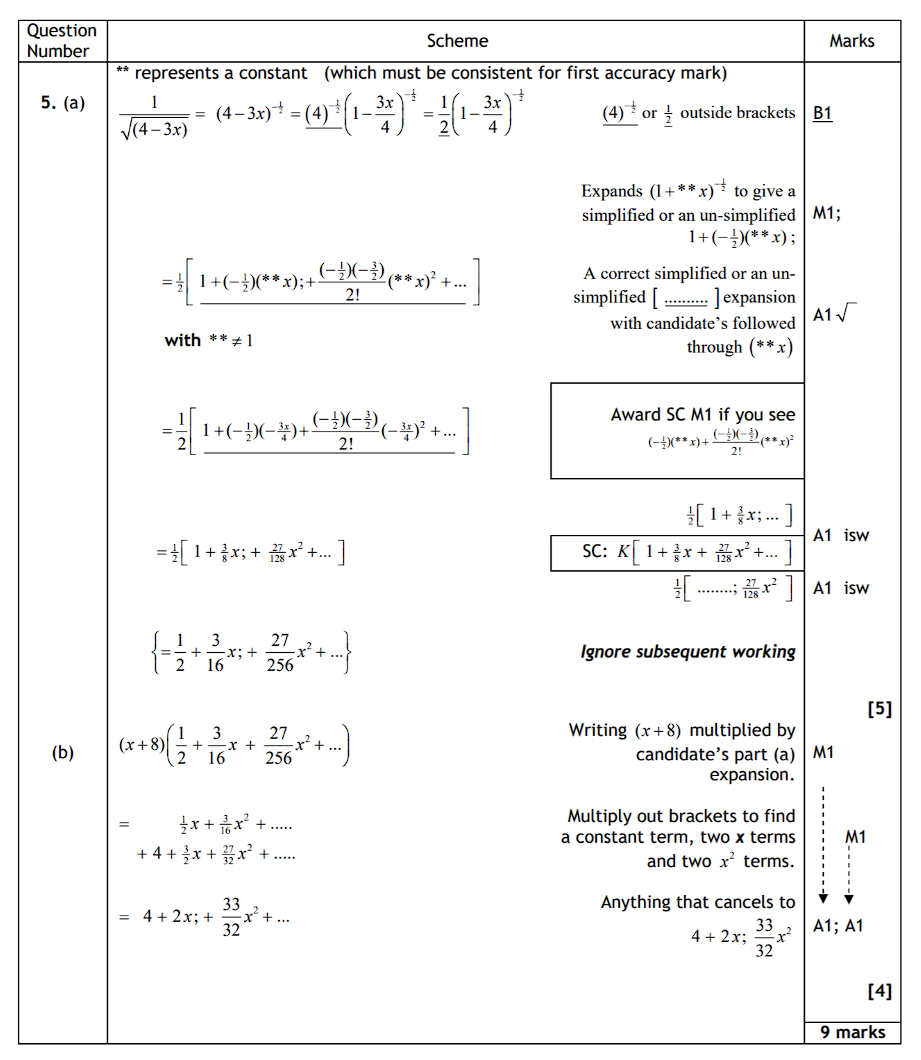 Question Number Scheme Marks
** represents a constant (which must be consistent for first accuracy mark)
5. (a) $\frac{1}{\sqrt{(4-3x)}} = (4-3x)^{-\frac{1}{2}} = \underline{(4)^{-\frac{1}{2}}}\left(1-\frac{3x}{4}\right)^{-\frac{1}{2}} = \underline{\frac{1}{2}}\left(1-\frac{3x}{4}\right)^{-\frac{1}{2}}$ $\underline{(4)^{-\frac{1}{2}}}$ or $\underline{\frac{1}{2}}$ outside brackets B1
Expands $(1+**x)^{-\frac{1}{2}}$ to give a
simplified or an un-simplified M1;
$1+(-\frac{1}{2})(**x);$
$=\frac{1}{2}\left[\underline{1+(-\frac{1}{2})(**x);+\frac{(-\frac{1}{2})(-\frac{3}{2})}{2!}(**x)^2+...}\right]$
with $** \neq 1$
A correct simplified or an un-
simplified [ .......... ] expansion
with candidate's followed A1√
through $(**x)$
$=\frac{1}{2}\left[\underline{1+(-\frac{1}{2})(-\frac{3x}{4})+\frac{(-\frac{1}{2})(-\frac{3}{2})}{2!}(-\frac{3x}{4})^2+...}\right]$
Award SC M1 if you see
$(-\frac{1}{2})(**x)+\frac{(-\frac{1}{2})(-\frac{3}{2})}{2!}(**x)^2$
$\frac{1}{2}\left[1+\frac{3}{8}x;...\right]$ A1 isw
$=\frac{1}{2}\left[1+\frac{3}{8}x;+\frac{27}{128}x^2+...\right]$ SC: $K\left[1+\frac{3}{8}x+\frac{27}{128}x^2+...\right]$
$\frac{1}{2}\left[........;\frac{27}{128}x^2\right]$ A1 isw
$\left\{=\frac{1}{2}+\frac{3}{16}x;+\frac{27}{256}x^2+...\right\}$ Ignore subsequent working
[5]
(b) $(x+8)\left(\frac{1}{2}+\frac{3}{16}x+\frac{27}{256}x^2+...\right)$
Writing $(x+8)$ multiplied by
candidate's part (a) M1
expansion.
$= \frac{1}{2}x+\frac{3}{16}x^2+.....$
$+4+\frac{3}{2}x+\frac{27}{32}x^2+.....$
Multiply out brackets to find
a constant term, two x terms M1
and two $x^2$ terms.
$= 4+2x;+\frac{33}{32}x^2+...$
Anything that cancels to
$4+2x;\frac{33}{32}x^2$ A1; A1
[4]
9 marks